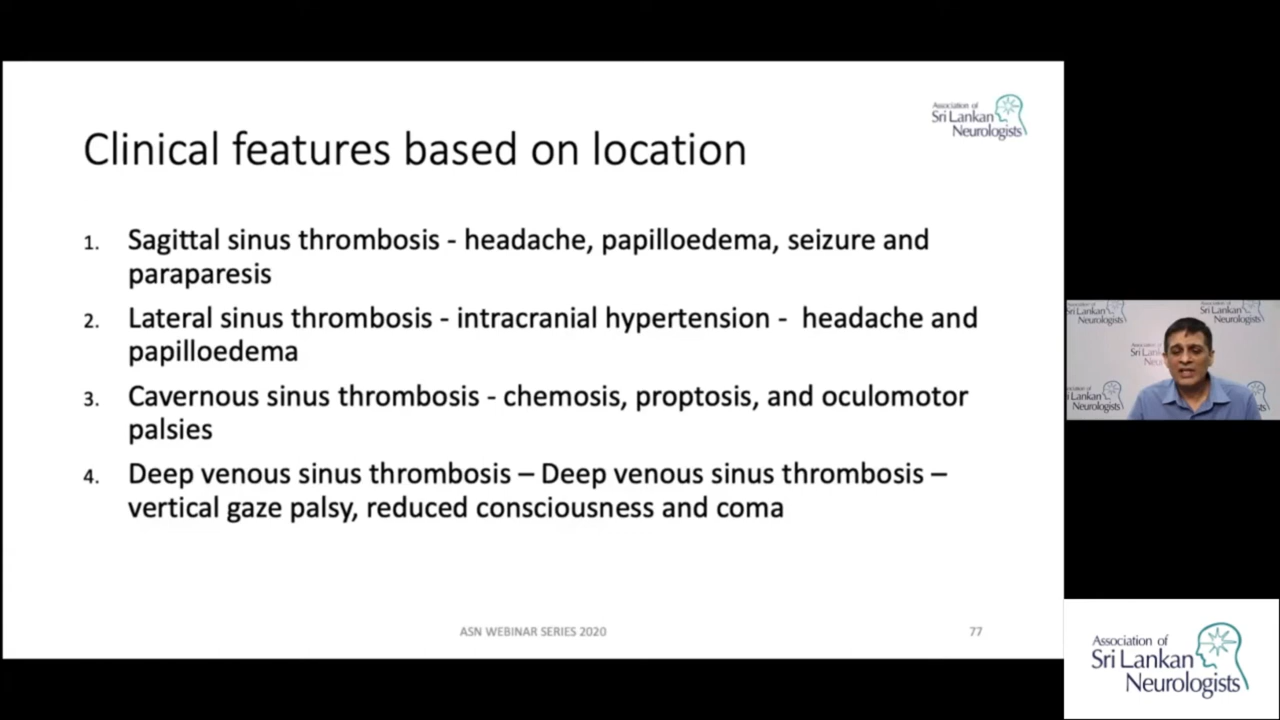 Association of
Sri Lankan
Neurologists
Clinical features based on location
1. Sagittal sinus thrombosis - headache, papilloedema, seizure and
paraparesis
2. Lateral sinus thrombosis - intracranial hypertension - headache and
papilloedema
3. Cavernous sinus thrombosis - chemosis, proptosis, and oculomotor
palsies
4. Deep venous sinus thrombosis – Deep venous sinus thrombosis –
vertical gaze palsy, reduced consciousness and coma
ASN WEBINAR SERIES 2020
77
Association of
Sri Lankan
Neurologists